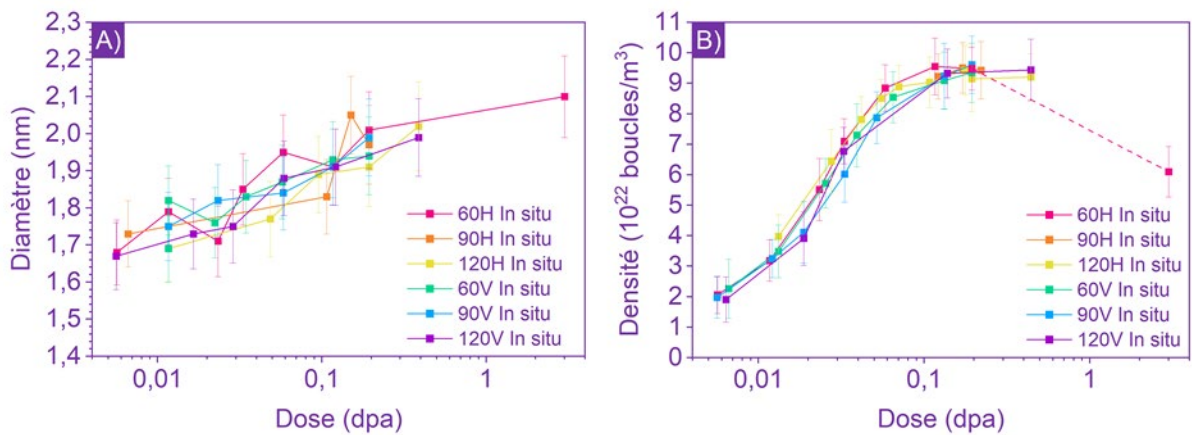 A)
Diamètre (nm)
2,3
2,2
2,1
2,0
1,9
1,8
1,7
1,6
1,5
1,4
0,01
0,1
1
Dose (dpa)
60H In situ
90H In situ
120H In situ
60V In situ
90V In situ
120V In situ
B)
Densité (10²² boucles/m³)
11
10
9
8
7
6
5
4
3
2
1
0
0,01
0,1
1
Dose (dpa)
60H In situ
90H In situ
120H In situ
60V In situ
90V In situ
120V In situ